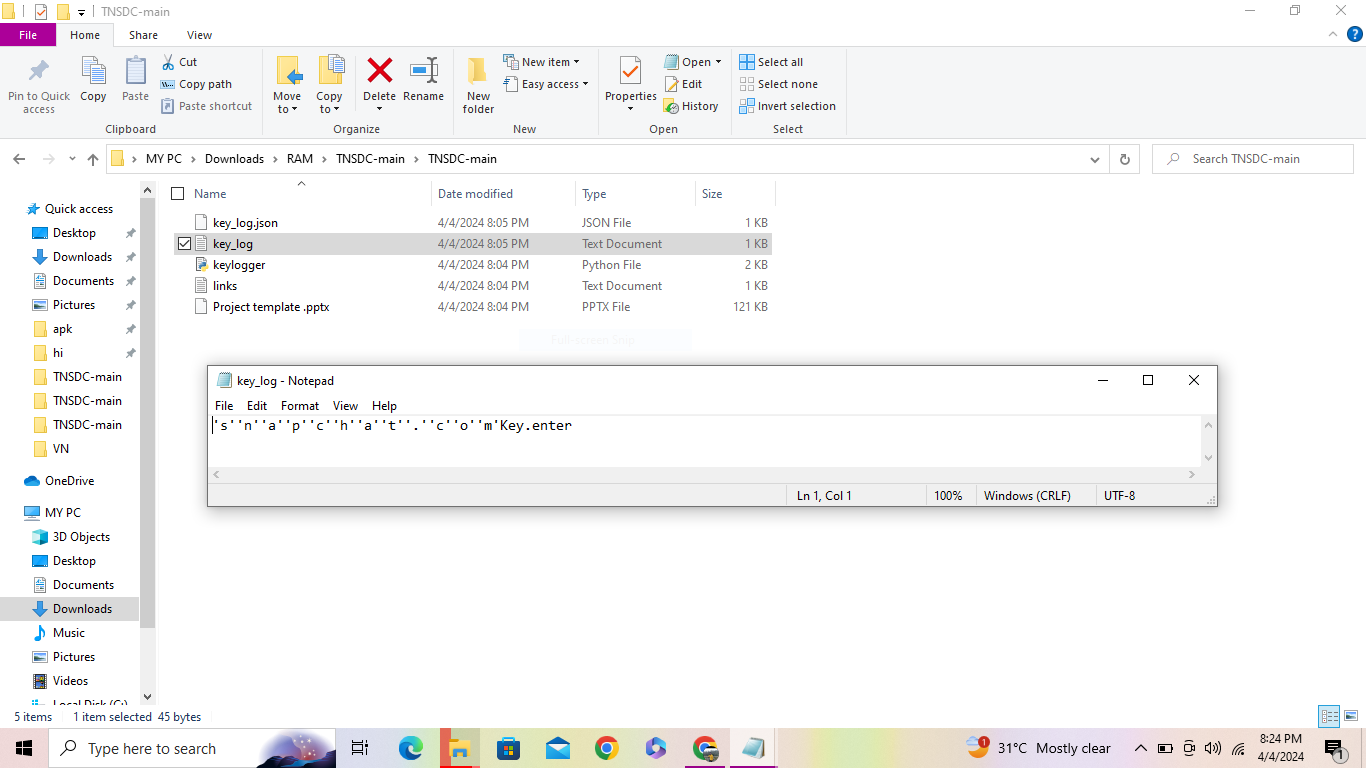 TNSDC-main
File Home Share View
Pin to Quick access
Copy
Paste
Cut
Copy path
Paste shortcut
Clipboard
Move to
Copy to
Delete
Rename
Organize
New folder
New item
Easy access
New
Properties
Open
Edit
History
Open
Select all
Select none
Invert selection
Select
MY PC Downloads RAM TNSDC-main TNSDC-main
Search TNSDC-main
Name Date modified Type Size
key_log.json 4/4/2024 8:05 PM JSON File 1 KB
key_log 4/4/2024 8:05 PM Text Document 1 KB
keylogger 4/4/2024 8:04 PM Python File 2 KB
links 4/4/2024 8:04 PM Text Document 1 KB
Project template .pptx 4/4/2024 8:04 PM PPTX File 121 KB
Full-screen Snip
Quick access
Desktop
Downloads
Documents
Pictures
apk
hi
TNSDC-main
TNSDC-main
TNSDC-main
VN
OneDrive
MY PC
3D Objects
Desktop
Documents
Downloads
Music
Pictures
Videos
Local Disk (C:)
key_log - Notepad
File Edit Format View Help
's''n''a''p''c''h''a''t''.''c''o''m'Key.enter
Ln 1, Col 1 100% Windows (CRLF) UTF-8
5 items 1 item selected 45 bytes
Type here to search
1
31°C Mostly clear
8:24 PM
4/4/2024
1